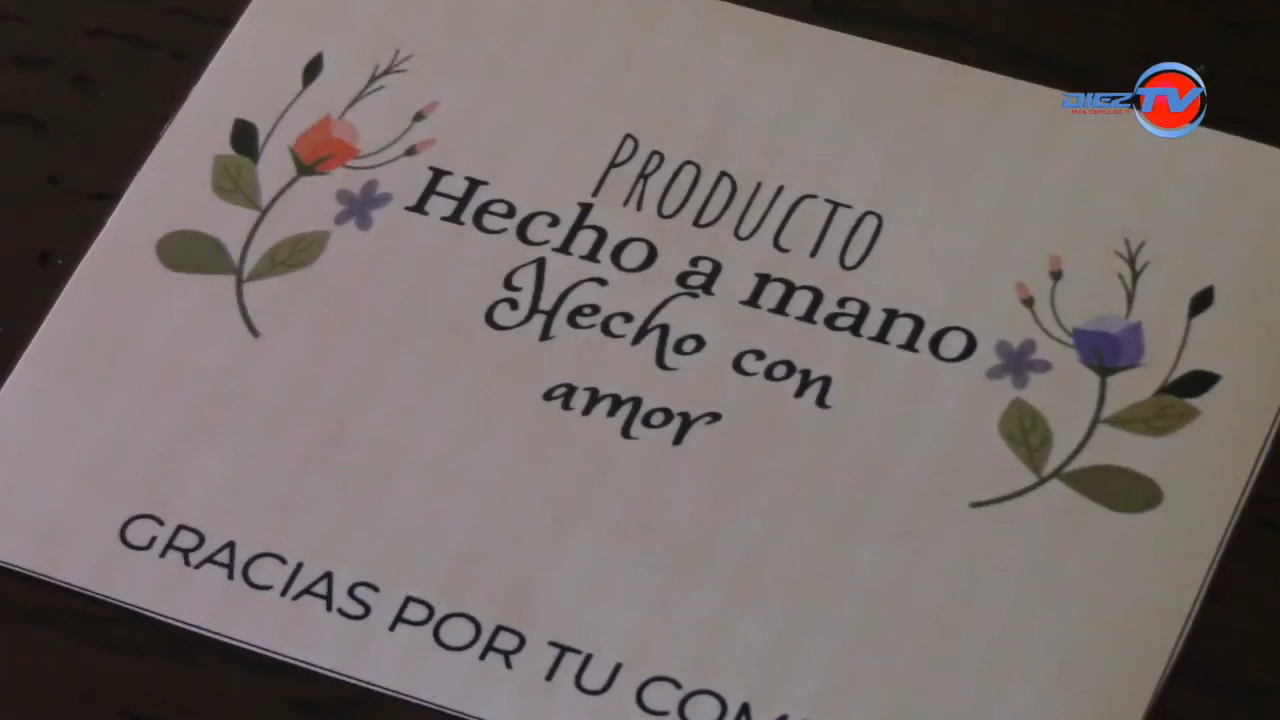 DIEZ TV
PRODUCTO
Hecho a mano
Hecho con
amor
GRACIAS POR TU